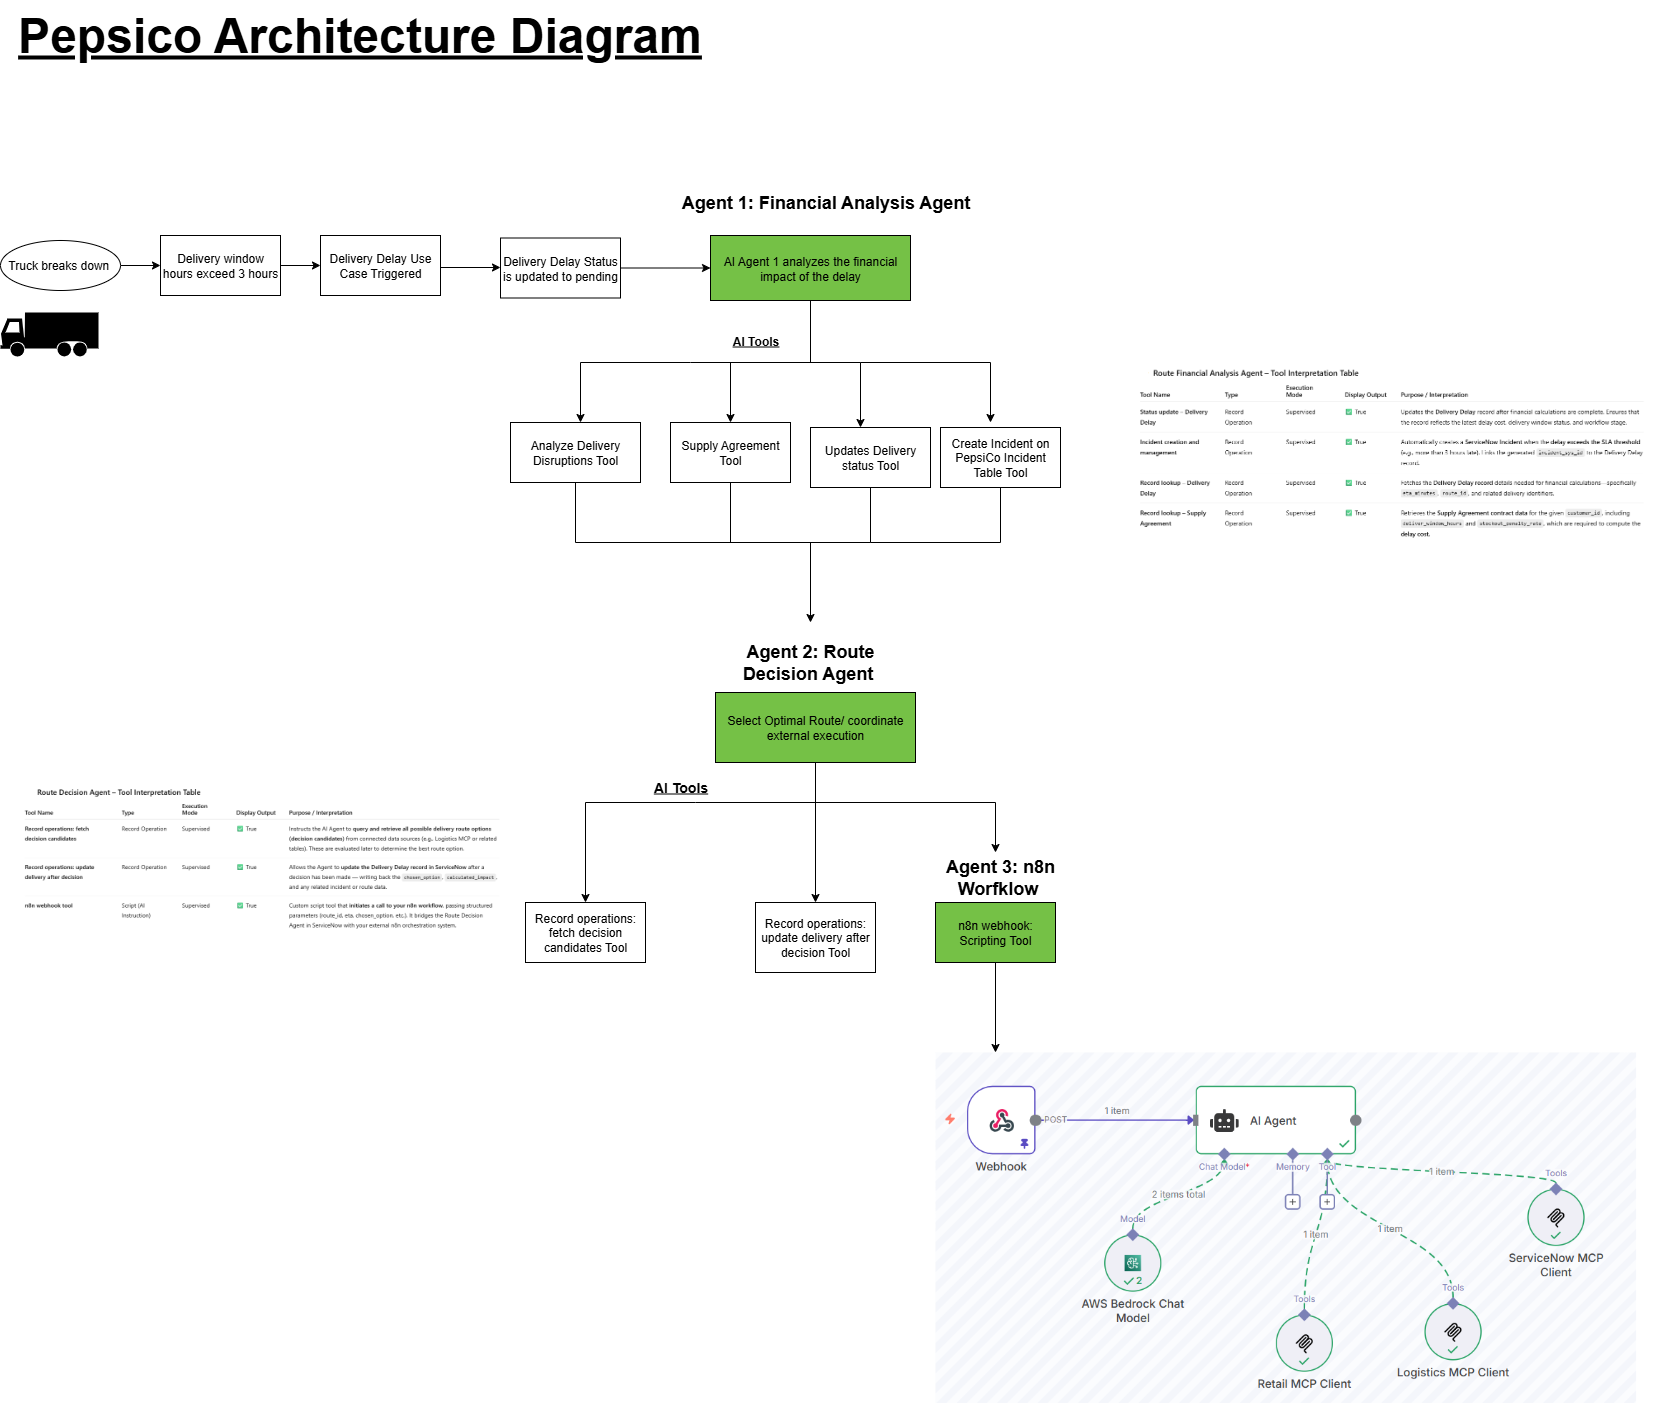 Pepsico Architecture Diagram
Agent 1: Financial Analysis Agent
Truck breaks down
Delivery window
hours exceed 3 hours
Delivery Delay Use
Case Triggered
Delivery Delay Status
is updated to pending
AI Agent 1 analyzes the financial
impact of the delay
AI Tools
Analyze Delivery
Disruptions Tool
Supply Agreement
Tool
Updates Delivery
status Tool
Create Incident on
PepsiCo Incident
Table Tool
Route Financial Analysis Agent – Tool Interpretation Table
Tool Name
Type
Execution
Mode
Display Output
Purpose / Interpretation
Status update – Delivery
Delay
Record
Operation
Supervised
True
Updates the Delivery Delay record after financial calculations are complete. Ensures that
the record reflects the latest delay cost, delivery window status, and workflow stage.
Incident creation and
management
Record
Operation
Supervised
True
Automatically creates a ServiceNow Incident when the delay exceeds the SLA threshold
(e.g., more than 3 hours late). Links the generated incident_sys_id to the Delivery Delay
record.
Record lookup – Delivery
Delay
Record
Operation
Supervised
True
Fetches the Delivery Delay record details needed for financial calculations—specifically
eta_minutes, route_id, and related delivery identifiers.
Record lookup – Supply
Agreement
Record
Operation
Supervised
True
Retrieves the Supply Agreement contract data for the given customer_id, including
deliver_window_hours and stockout_penalty_rate, which are required to compute the
delay cost.
Agent 2: Route
Decision Agent
Select Optimal Route/ coordinate
external execution
AI Tools
Route Decision Agent – Tool Interpretation Table
Tool Name
Type
Execution
Mode
Display Output
Purpose / Interpretation
Record operations: fetch
decision candidates
Record Operation
Supervised
True
Instructs the AI Agent to query and retrieve all possible delivery route options
(decision candidates) from connected data sources (e.g., Logistics MCP or related
tables). These are evaluated later to determine the best route option.
Record operations: update
delivery after decision
Record Operation
Supervised
True
Allows the Agent to update the Delivery Delay record in ServiceNow after a
decision has been made — writing back the chosen_option, calculated_impact,
and any related incident or route data.
n8n webhook tool
Script (AI
Instruction)
Supervised
True
Custom script tool that initiates a call to your n8n workflow, passing structured
parameters (route_id, eta, chosen_option, etc.). It bridges the Route Decision
Agent in ServiceNow with your external n8n orchestration system.
Record operations:
fetch decision
candidates Tool
Record operations:
update delivery after
decision Tool
Agent 3: n8n
Worfklow
n8n webhook:
Scripting Tool
Webhook
POST
1 item
AI Agent
Chat Model*
Memory
Tool
2 items total
Model
2
AWS Bedrock Chat
Model
1 item
Tools
Retail MCP Client
1 item
Tools
Logistics MCP Client
1 item
Tools
ServiceNow MCP
Client